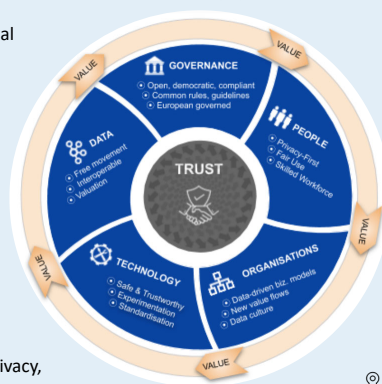 al
VALUE
VALUE
GOVERNANCE
Open, democratic, compliant
Common rules, guidelines
European governed
PEOPLE
Privacy-First
Fair Use
Skilled Workforce
VALUE
ORGANISATIONS
Data-driven biz. models
New value flows
Data culture
VALUE
TECHNOLOGY
Safe & Trustworthy
Experimentation
Standardisation
VALUE
DATA
Free movement
Interoperable
Valuation
TRUST
ivacy,